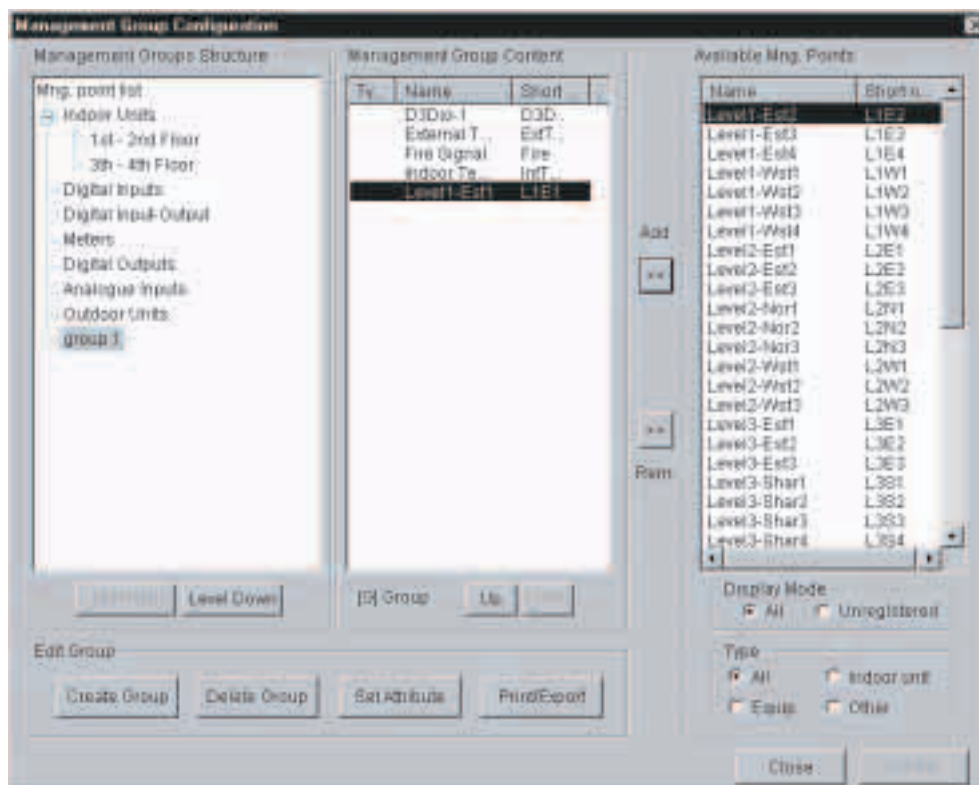 Management Group Configuration
Management Groups Structure
Mng. point list
Indoor Units
1st - 2nd Floor
3th - 4th Floor
Digital Inputs
Digital Input-Output
Meters
Digital Outputs
Analogue Inputs
Outdoor Units
group 1
Level Down
Management Group Content
Ty... Name Short
D3Dio-1 D3D...
External T... ExtT...
Fire Signal Fire
Indoor Te... IntT...
Level1-Est1 L1E1
[G] Group Up
Add
<<
>>
Rem.
Available Mng. Points
Name Short n...
Level1-Est2 L1E2
Level1-Est3 L1E3
Level1-Est4 L1E4
Level1-Wst1 L1W1
Level1-Wst2 L1W2
Level1-Wst3 L1W3
Level1-Wst4 L1W4
Level2-Est1 L2E1
Level2-Est2 L2E2
Level2-Est3 L2E3
Level2-Nor1 L2N1
Level2-Nor2 L2N2
Level2-Nor3 L2N3
Level2-Wst1 L2W1
Level2-Wst2 L2W2
Level2-Wst3 L2W3
Level3-Est1 L3E1
Level3-Est2 L3E2
Level3-Est3 L3E3
Level3-Shar1 L3S1
Level3-Shar2 L3S2
Level3-Shar3 L3S3
Level3-Shar4 L3S4
Display Mode
All Unregistered
Type
All Indoor unit
Equip Other
Edit Group
Create Group Delete Group Set Attribute Print/Export
Close